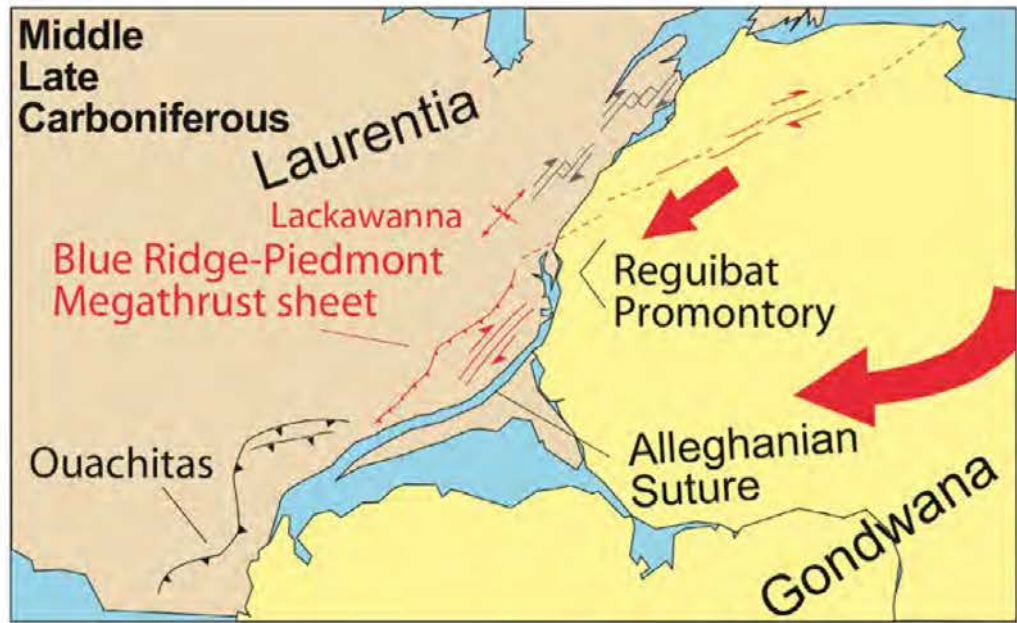 Middle
Late
Carboniferous
Laurentia
Lackawanna
Blue Ridge-Piedmont
Megathrust sheet
Reguibat
Promontory
Ouachitas
Alleghanian
Suture
Gondwana